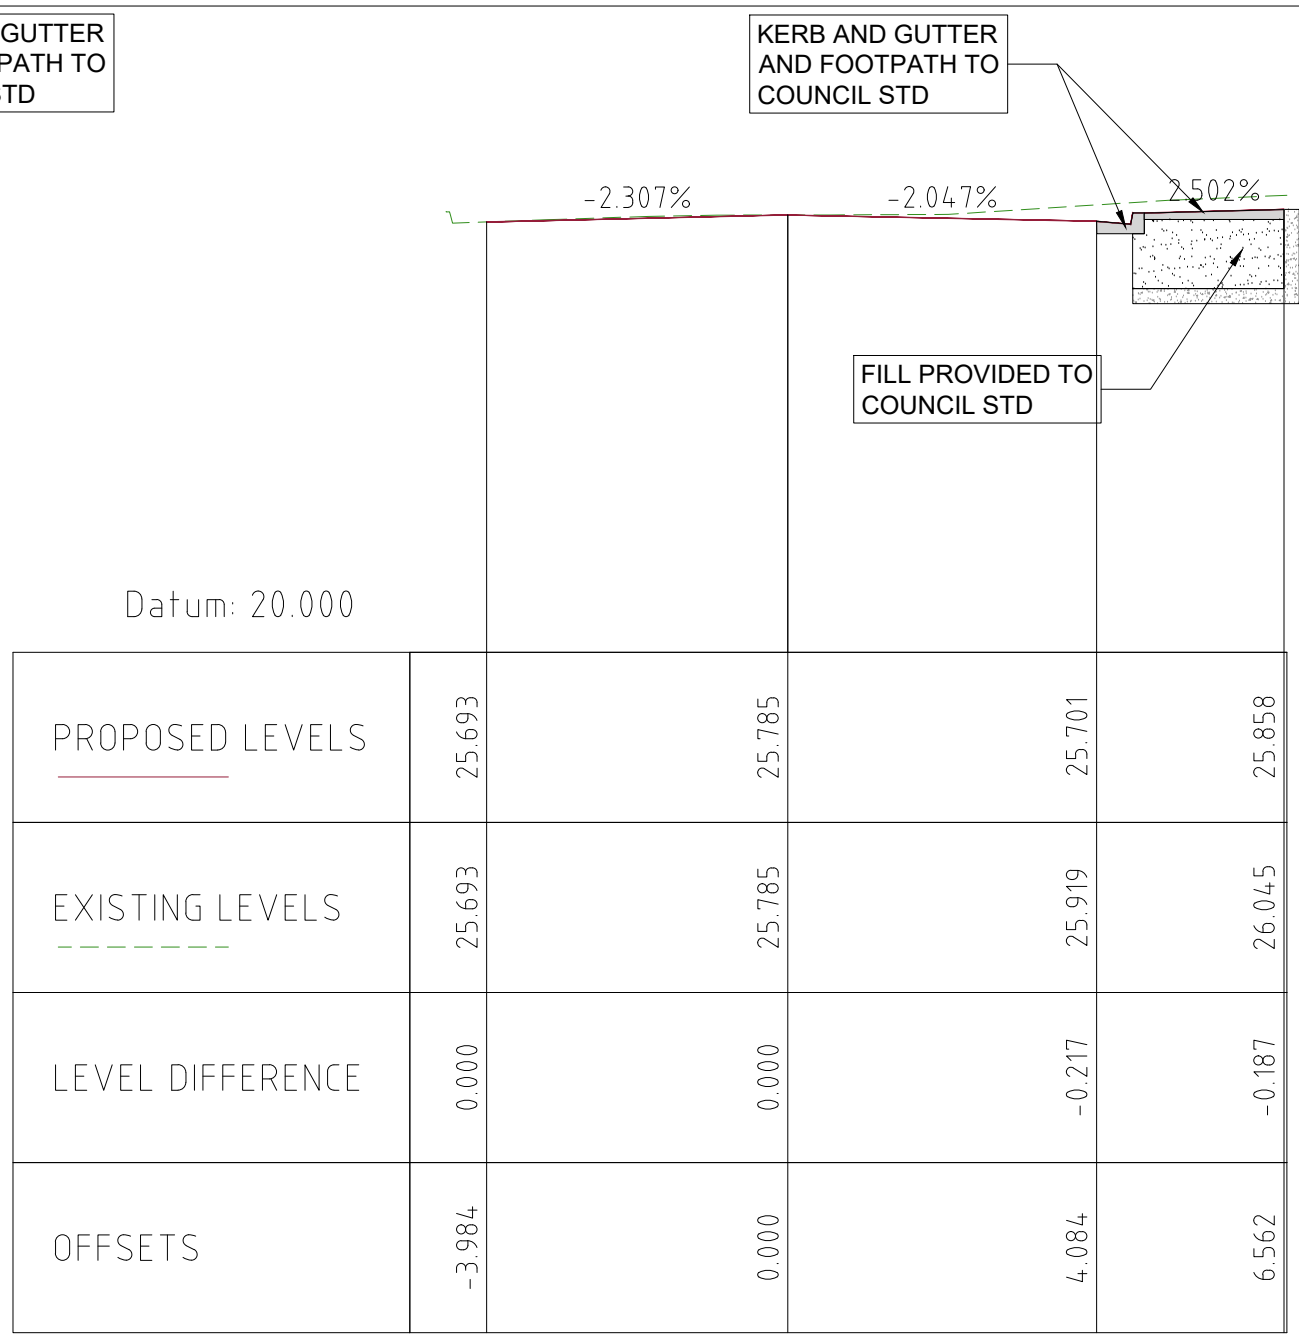 GUTTER
PATH TO
STD
KERB AND GUTTER
AND FOOTPATH TO
COUNCIL STD
-2.307%
-2.047%
2.502%
FILL PROVIDED TO
COUNCIL STD
Datum: 20.000
PROPOSED LEVELS
25.693
25.785
25.701
25.858
EXISTING LEVELS
25.693
25.785
25.919
26.045
LEVEL DIFFERENCE
0.000
0.000
-0.217
-0.187
OFFSETS
-3.984
0.000
4.084
6.562